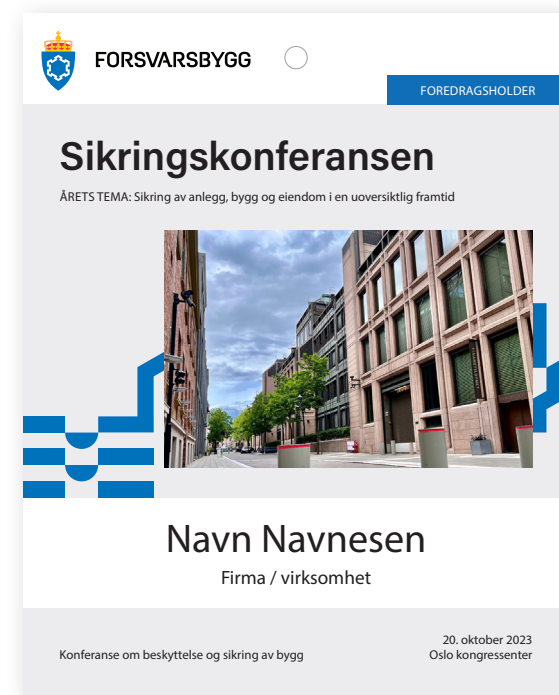 FORSVARSBYGG
FOREDRAGSHOLDER
Sikringskonferansen
ÅRETS TEMA: Sikring av anlegg, bygg og eiendom i en uoversiktlig framtid
Navn Navnesen
Firma / virksomhet
Konferanse om beskyttelse og sikring av bygg
20. oktober 2023
Oslo kongressenter